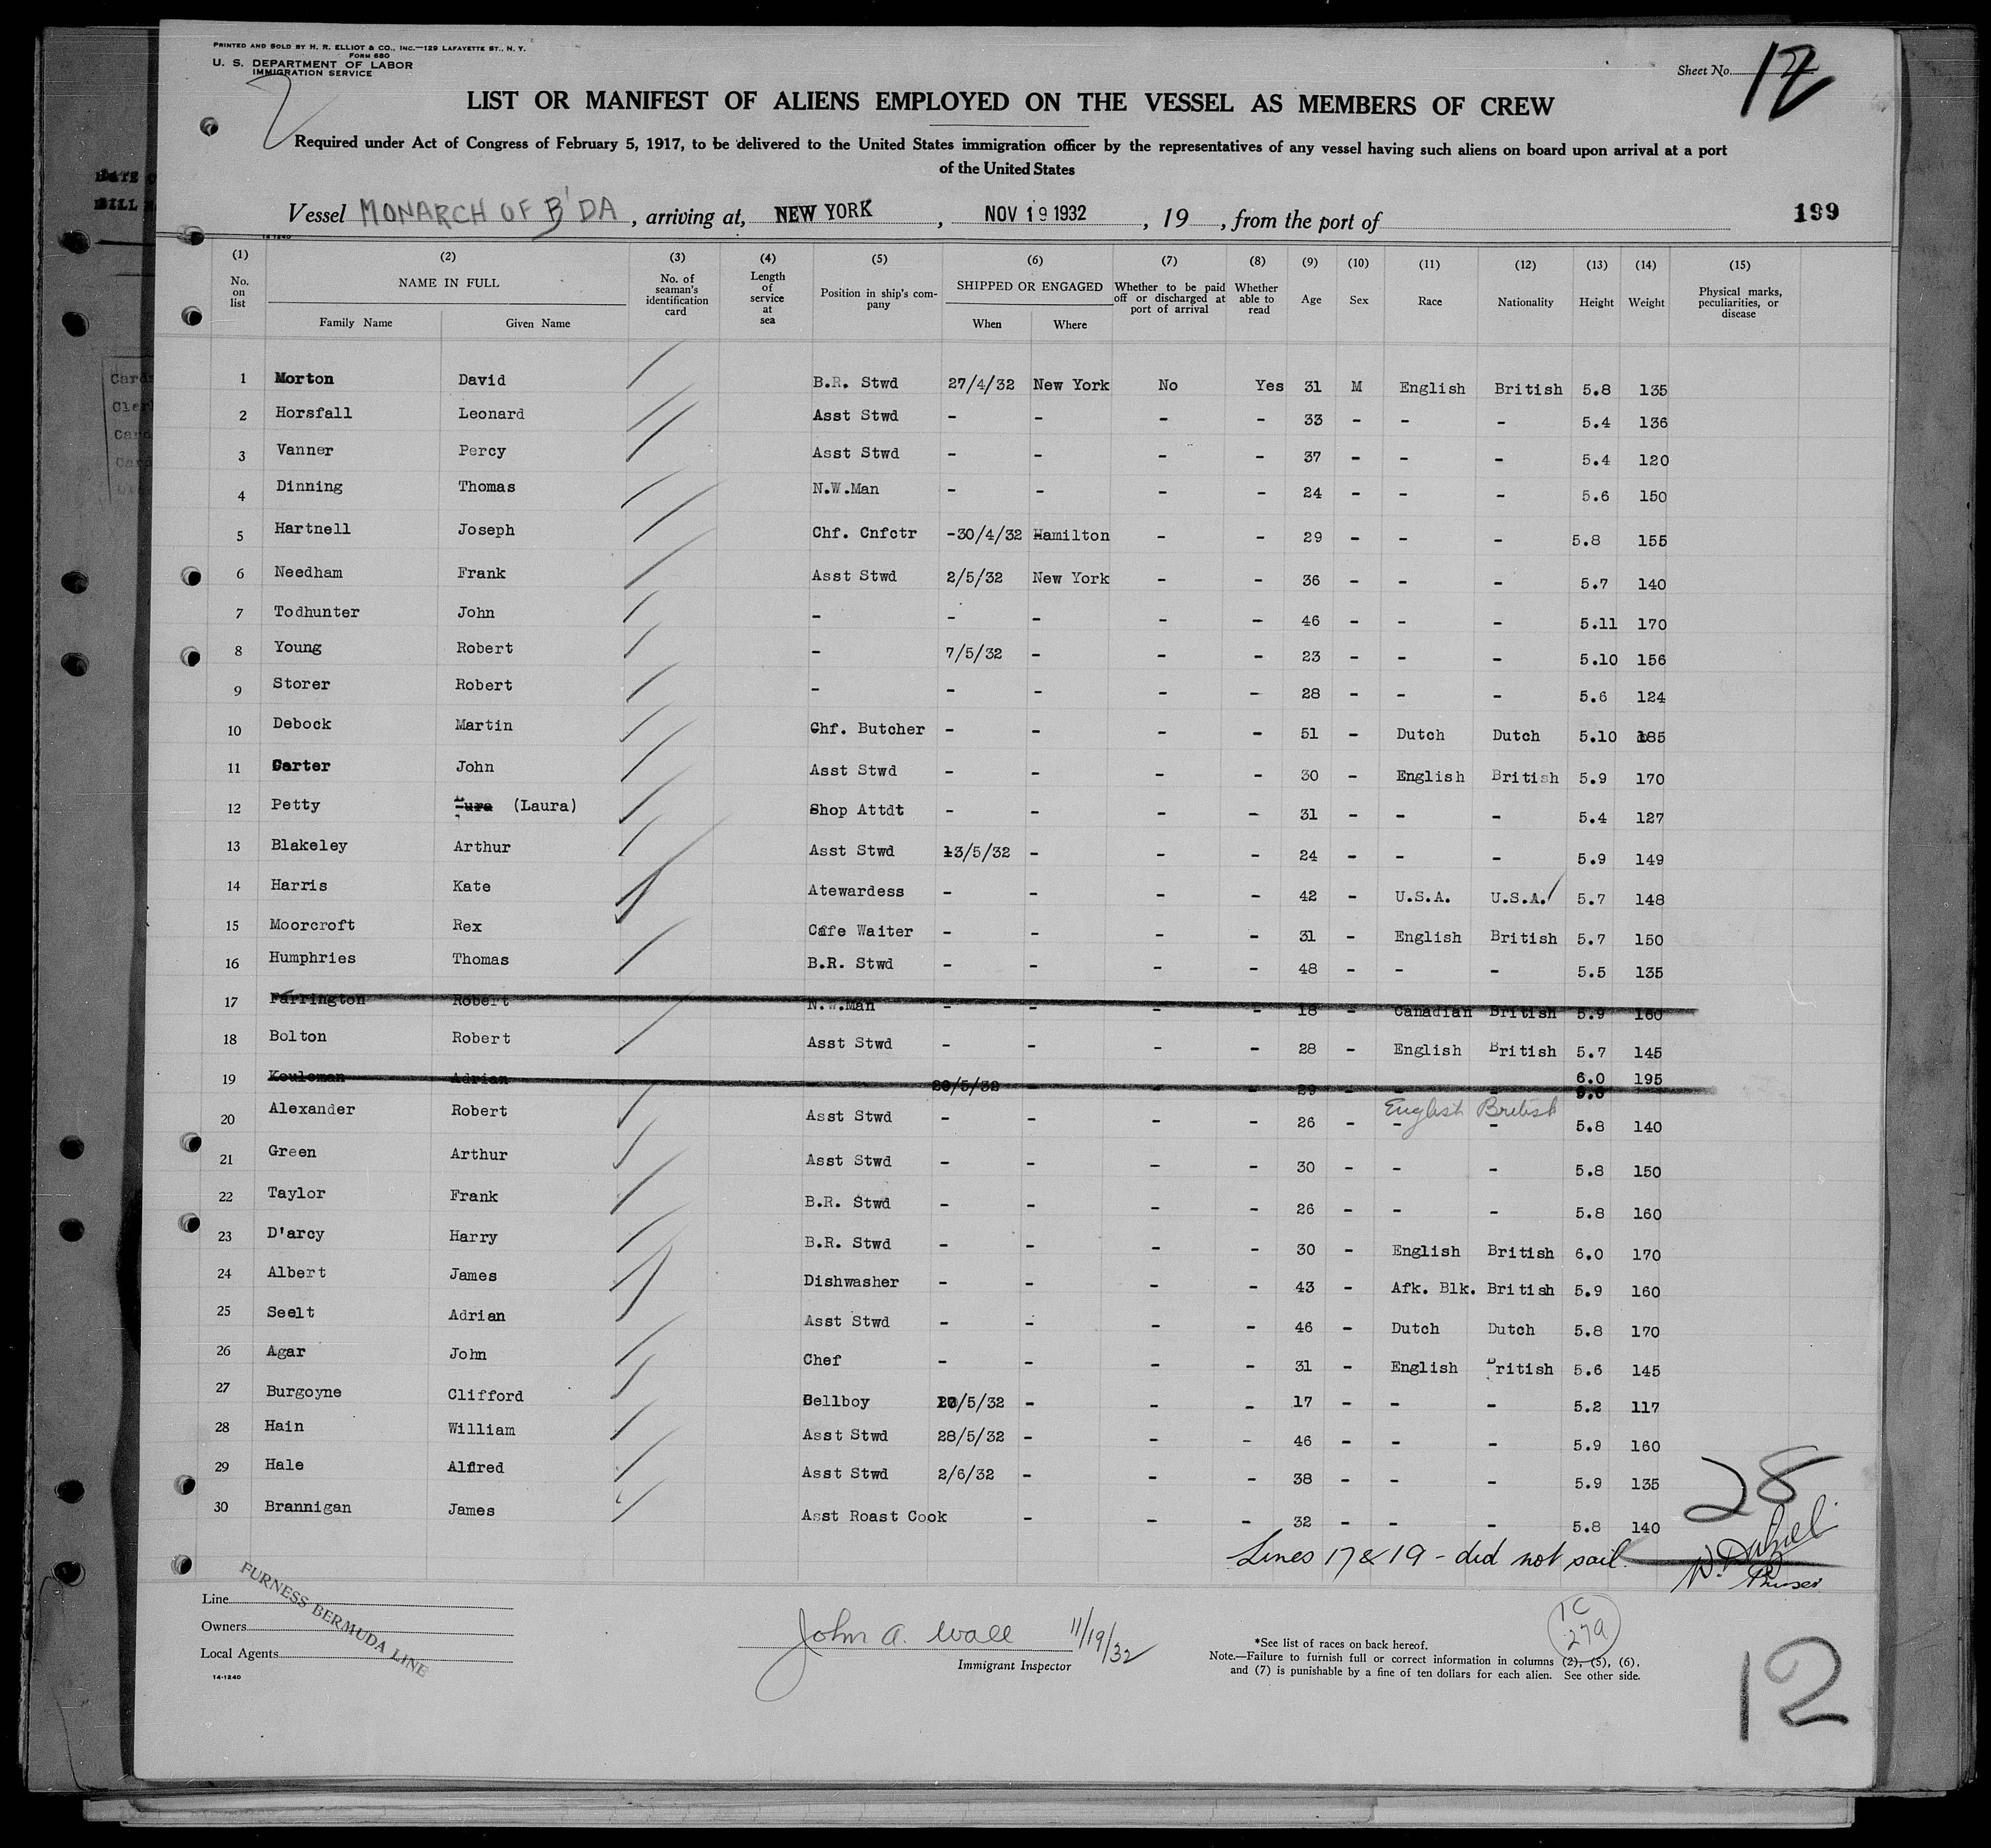 PRINTED AND SOLD BY H. R. ELLIOT & CO., INC.—129 LAFAYETTE ST., N. Y.
FORM 680
U. S. DEPARTMENT OF LABOR
IMMIGRATION SERVICE
Sheet No. 12
LIST OR MANIFEST OF ALIENS EMPLOYED ON THE VESSEL AS MEMBERS OF CREW
Required under Act of Congress of February 5, 1917, to be delivered to the United States immigration officer by the representatives of any vessel having such aliens on board upon arrival at a port
of the United States
Vessel MONARCH OF B'DA, arriving at, NEW YORK, NOV 19 1932, 19, from the port of
199
14-1240
(1) (2) (3) (4) (5) (6) (7) (8) (9) (10) (11) (12) (13) (14) (15)
No. on list NAME IN FULL Family Name Given Name No. of seaman's identification card Length of service at sea Position in ship's company SHIPPED OR ENGAGED When Where Whether to be paid off or discharged at port of arrival Whether able to read Age Sex Race Nationality Height Weight Physical marks, peculiarities, or disease
1 Morton David B.R. Stwd 27/4/32 New York No Yes 31 M English British 5.8 135
2 Horsfall Leonard Asst Stwd - - - - 33 - - - 5.4 136
3 Vanner Percy Asst Stwd - - - - 37 - - - 5.4 120
4 Dinning Thomas N.W.Man - - - - 24 - - - 5.6 150
5 Hartnell Joseph Chf. Cnfctr -30/4/32 Hamilton - - 29 - - - 5.8 155
6 Needham Frank Asst Stwd 2/5/32 New York - - 36 - - - 5.7 140
7 Todhunter John - - - - - 46 - - - 5.11 170
8 Young Robert - 7/5/32 - - - 23 - - - 5.10 156
9 Storer Robert - - - - - 28 - - - 5.6 124
10 Debock Martin Chf. Butcher - - - - 51 - Dutch Dutch 5.10 185
11 Carter John Asst Stwd - - - - 30 - English British 5.9 170
12 Petty Lura (Laura) Shop Attdt - - - - 31 - - - 5.4 127
13 Blakeley Arthur Asst Stwd 13/5/32 - - - 24 - - - 5.9 149
14 Harris Kate Atewardess - - - - 42 - U.S.A. U.S.A. 5.7 148
15 Moorcroft Rex Cafe Waiter - - - - 31 - English British 5.7 150
16 Humphries Thomas B.R. Stwd - - - - 48 - - - 5.5 135
17 Farrington Robert N.W.Man - - - - 18 - Canadian British 5.9 160
18 Bolton Robert Asst Stwd - - - - 28 - English British 5.7 145
19 Kouleman Adrian - 20/5/32 - - - 29 - - - 6.0 195
20 Alexander Robert Asst Stwd - - - - 26 - English British 5.8 140
21 Green Arthur Asst Stwd - - - - 30 - - - 5.8 150
22 Taylor Frank B.R. Stwd - - - - 26 - - - 5.8 160
23 D'arcy Harry B.R. Stwd - - - - 30 - English British 6.0 170
24 Albert James Dishwasher - - - - 43 - Afk. Blk. British 5.9 160
25 Seelt Adrian Asst Stwd - - - - 46 - Dutch Dutch 5.8 170
26 Agar John Chef - - - - 31 - English British 5.6 145
27 Burgoyne Clifford Bellboy /5/32 - - - 17 - - - 5.2 117
28 Hain William Asst Stwd 28/5/32 - - - 46 - - - 5.9 160
29 Hale Alfred Asst Stwd 2/6/32 - - - 38 - - - 5.9 135
30 Brannigan James Asst Roast Cook - - - 32 - - - 5.8 140
28
Lines 17 & 19 - did not sail.
Purser
Line
Owners
Local Agents
FURNESS BERMUDA LINE
14-1240
John A. Wall 11/19/32
Immigrant Inspector
1C
27A
*See list of races on back hereof.
Note.—Failure to furnish full or correct information in columns (2), (5), (6),
and (7) is punishable by a fine of ten dollars for each alien. See other side.
12